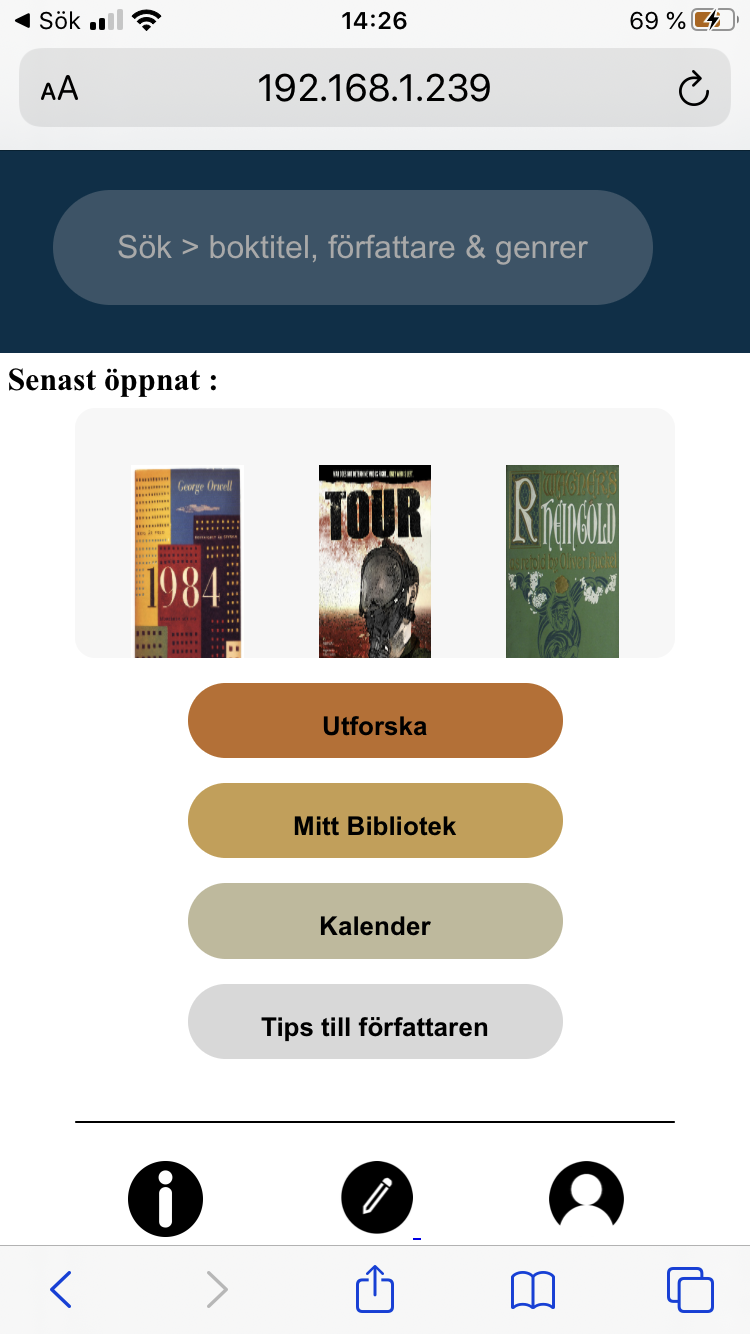 ◀ Sök 14:26 69 %
AA 192.168.1.239
Sök > boktitel, författare & genrer
Senast öppnat :
George Orwell
1984
TOUR
RHEINGOLD
Utforska
Mitt Bibliotek
Kalender
Tips till författaren